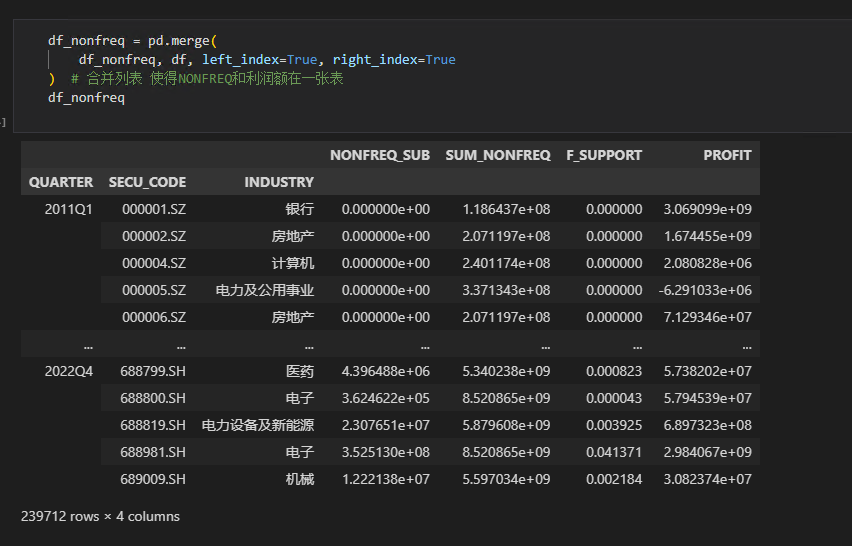 df_nonfreq = pd.merge(
df_nonfreq, df, left_index=True, right_index=True
) # 合并列表 使得NONFREQ和利润额在一张表
df_nonfreq
]
NONFREQ_SUB SUM_NONFREQ F_SUPPORT PROFIT
QUARTER SECU_CODE INDUSTRY
2011Q1 000001.SZ 银行 0.000000e+00 1.186437e+08 0.000000 3.069099e+09
000002.SZ 房地产 0.000000e+00 2.071197e+08 0.000000 1.674455e+09
000004.SZ 计算机 0.000000e+00 2.401174e+08 0.000000 2.080828e+06
000005.SZ 电力及公用事业 0.000000e+00 3.371343e+08 0.000000 -6.291033e+06
000006.SZ 房地产 0.000000e+00 2.071197e+08 0.000000 7.129346e+07
... ... ... ... ... ... ...
2022Q4 688799.SH 医药 4.396488e+06 5.340238e+09 0.000823 5.738202e+07
688800.SH 电子 3.624622e+05 8.520865e+09 0.000043 5.794539e+07
688819.SH 电力设备及新能源 2.307651e+07 5.879608e+09 0.003925 6.897323e+08
688981.SH 电子 3.525130e+08 8.520865e+09 0.041371 2.984067e+09
689009.SH 机械 1.222138e+07 5.597034e+09 0.002184 3.082374e+07
239712 rows × 4 columns